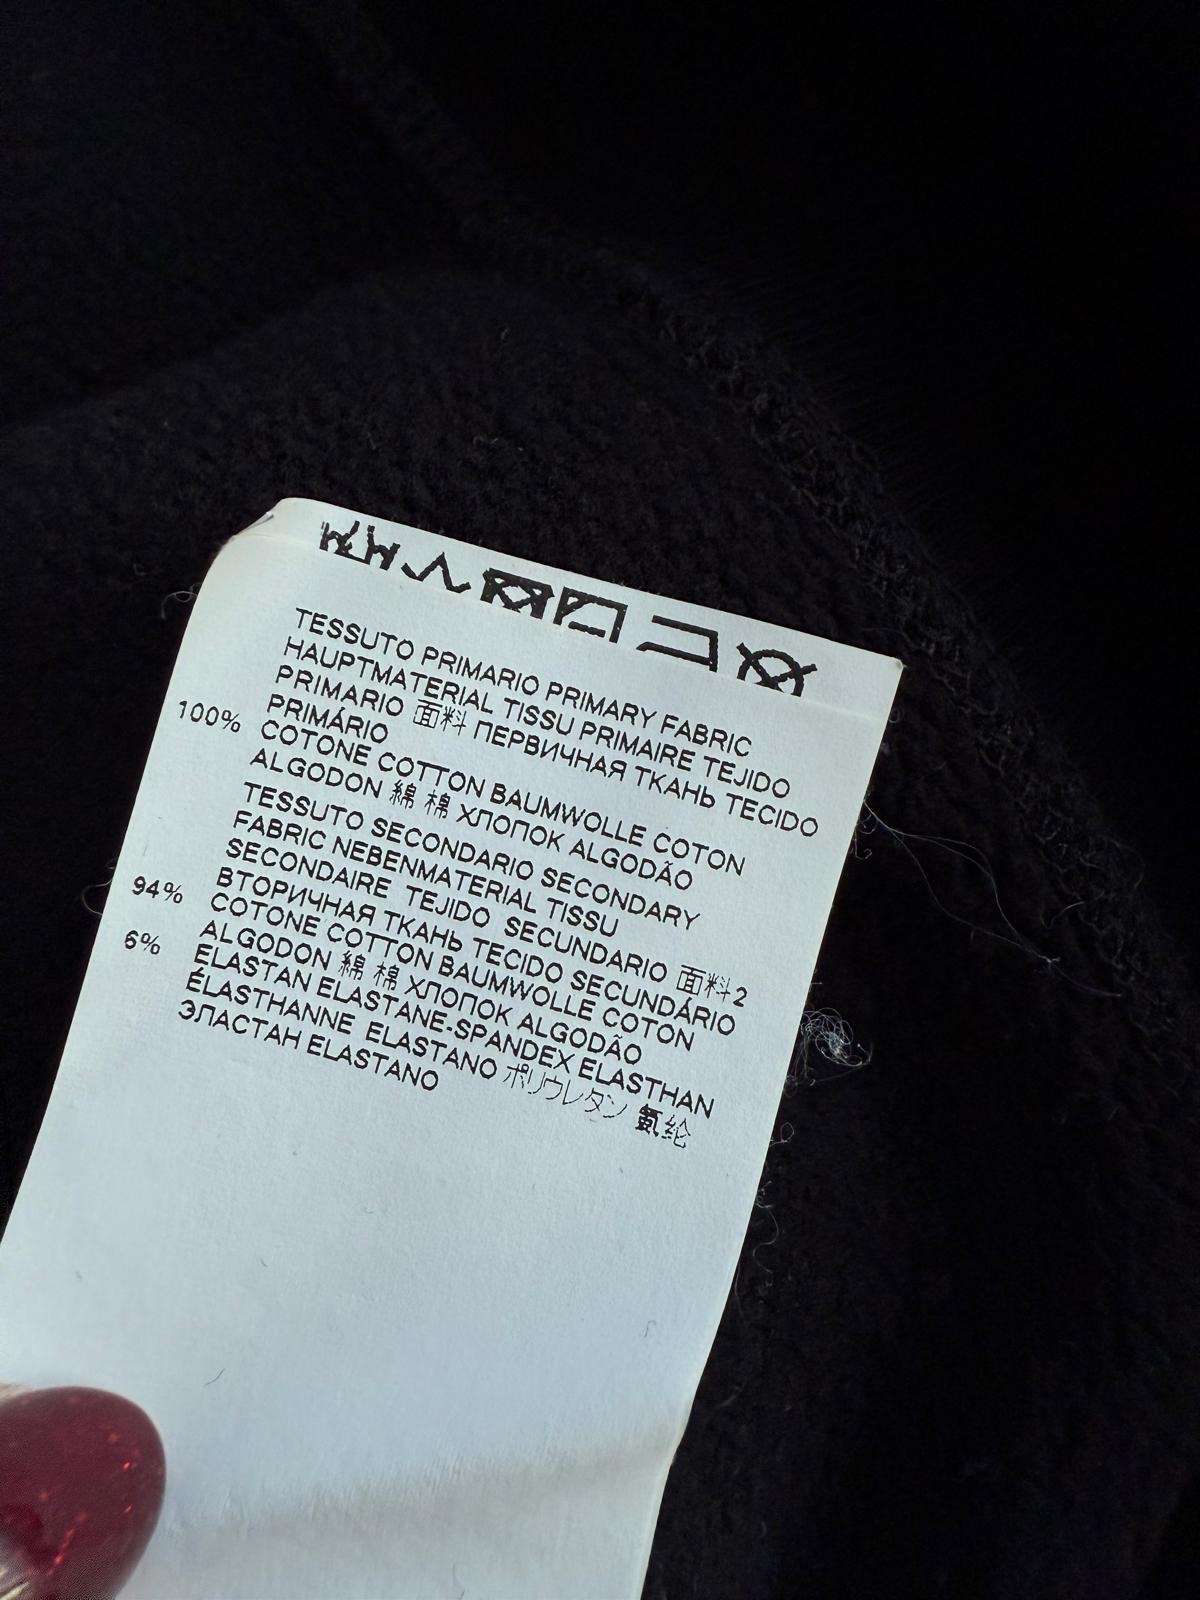 TESSUTO PRIMARIO PRIMARY FABRIC
HAUPTMATERIAL TISSU PRIMAIRE TEJIDO
PRIMARIO 面料 ПЕРВИЧНАЯ ТКАНЬ TECIDO
PRIMÁRIO
100% COTONE COTTON BAUMWOLLE COTON
ALGODON 綿 棉 ХЛОПОК ALGODÃO
TESSUTO SECONDARIO SECONDARY
FABRIC NEBENMATERIAL TISSU
SECONDAIRE TEJIDO SECUNDARIO 面料2
ВТОРИЧНАЯ ТКАНЬ TECIDO SECUNDÁRIO
94% COTONE COTTON BAUMWOLLE COTON
ALGODON 綿 棉 ХЛОПОК ALGODÃO
6% ELASTAN ELASTANE-SPANDEX ELASTHAN
ÉLASTHANNE ELASTANO ポリウレタン 氨纶
ЭЛАСТАН ELASTANO